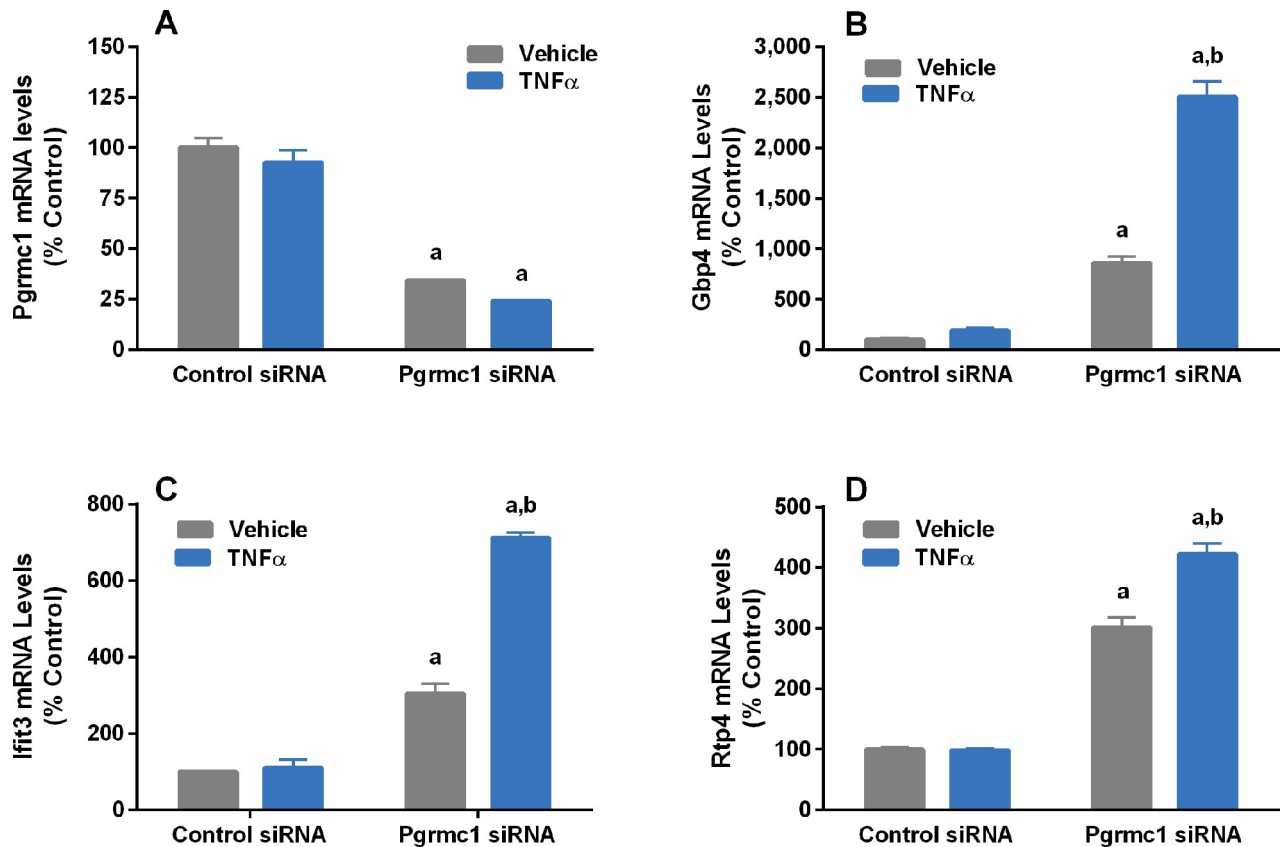 A
Pgrmc1 mRNA levels
(% Control)
150
125
100
75
50
25
0
Vehicle
TNFα
a
a
Control siRNA
Pgrmc1 siRNA
B
Gbp4 mRNA Levels
(% Control)
3,000
2,500
2,000
1,500
1,000
500
0
Vehicle
TNFα
a
a,b
Control siRNA
Pgrmc1 siRNA
C
Ifit3 mRNA Levels
(% Control)
800
600
400
200
0
Vehicle
TNFα
a
a,b
Control siRNA
Pgrmc1 siRNA
D
Rtp4 mRNA Levels
(% Control)
500
400
300
200
100
0
Vehicle
TNFα
a
a,b
Control siRNA
Pgrmc1 siRNA